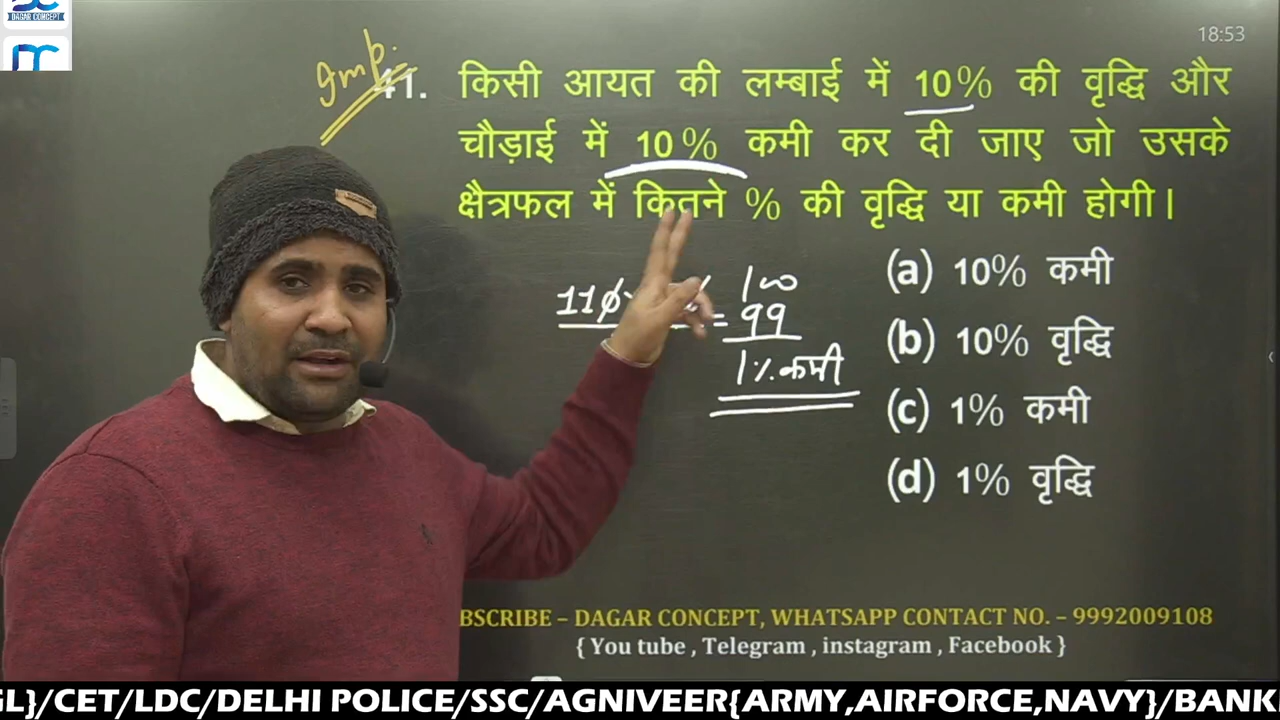 DAGAR CONCEPT
18:53
Imp.
41. किसी आयत की लम्बाई में 10% की वृद्धि और
चौड़ाई में 10% कमी कर दी जाए जो उसके
क्षैत्रफल में कितने % की वृद्धि या कमी होगी।
(a) 10% कमी
(b) 10% वृद्धि
(c) 1% कमी
(d) 1% वृद्धि
110
= 99
100
1% कमी
BSCRIBE – DAGAR CONCEPT, WHATSAPP CONTACT NO. – 9992009108
{ You tube , Telegram , instagram , Facebook }
GL}/CET/LDC/DELHI POLICE/SSC/AGNIVEER{ARMY,AIRFORCE,NAVY}/BANK